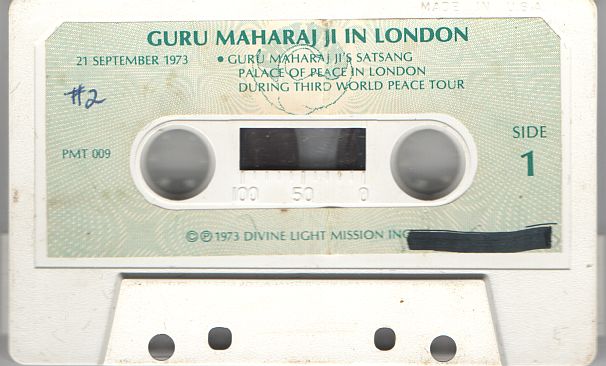 MADE IN U.S.A
GURU MAHARAJ JI IN LONDON
21 SEPTEMBER 1973 • GURU MAHARAJ JI'S SATSANG
PALACE OF PEACE IN LONDON
DURING THIRD WORLD PEACE TOUR
#2
SIDE
1
PMT 009
100 50 0
© ℗ 1973 DIVINE LIGHT MISSION INC